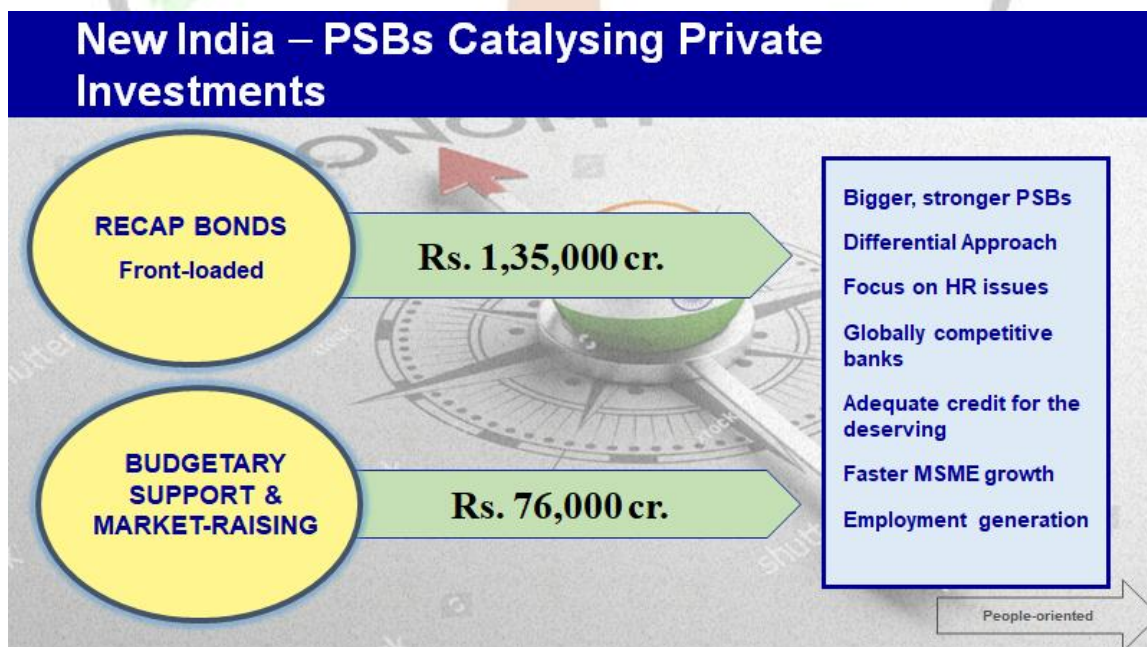 New India – PSBs Catalysing Private
Investments
RECAP BONDS
Front-loaded
Rs. 1,35,000 cr.
BUDGETARY
SUPPORT &
MARKET-RAISING
Rs. 76,000 cr.
Bigger, stronger PSBs
Differential Approach
Focus on HR issues
Globally competitive
banks
Adequate credit for the
deserving
Faster MSME growth
Employment generation
People-oriented